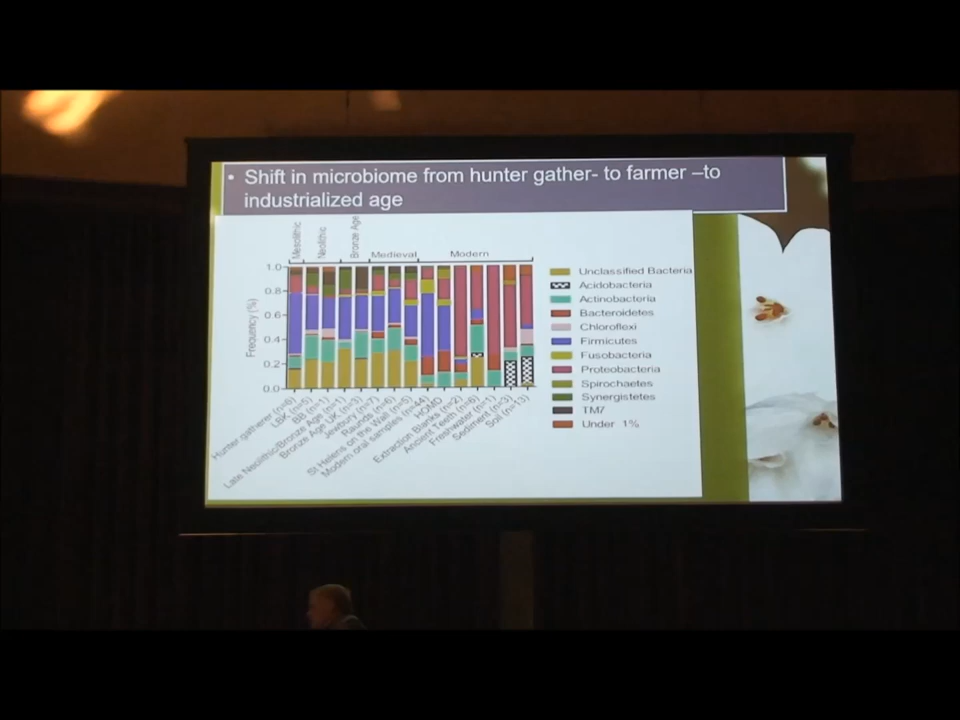 • Shift in microbiome from hunter gather- to farmer –to
industrialized age
Mesolithic
Neolithic
Bronze Age
Medieval
Modern
Frequency (%)
1.0
0.8
0.6
0.4
0.2
0.0
Hunter gatherer (n=6)
LBK (n=5)
BB (n=1)
Late Neolithic/Bronze Age (n=1)
Bronze Age UK (n=3)
Jewbury (n=7)
Raunds (n=6)
St Helens on the Wall (n=5)
Modern oral samples (n=44)
HOMD
Extraction Blanks (n=2)
Ancient Teeth (n=6)
Freshwater (n=1)
Sediment (n=3)
Soil (n=13)
Unclassified Bacteria
Acidobacteria
Actinobacteria
Bacteroidetes
Chloroflexi
Firmicutes
Fusobacteria
Proteobacteria
Spirochaetes
Synergistetes
TM7
Under 1%